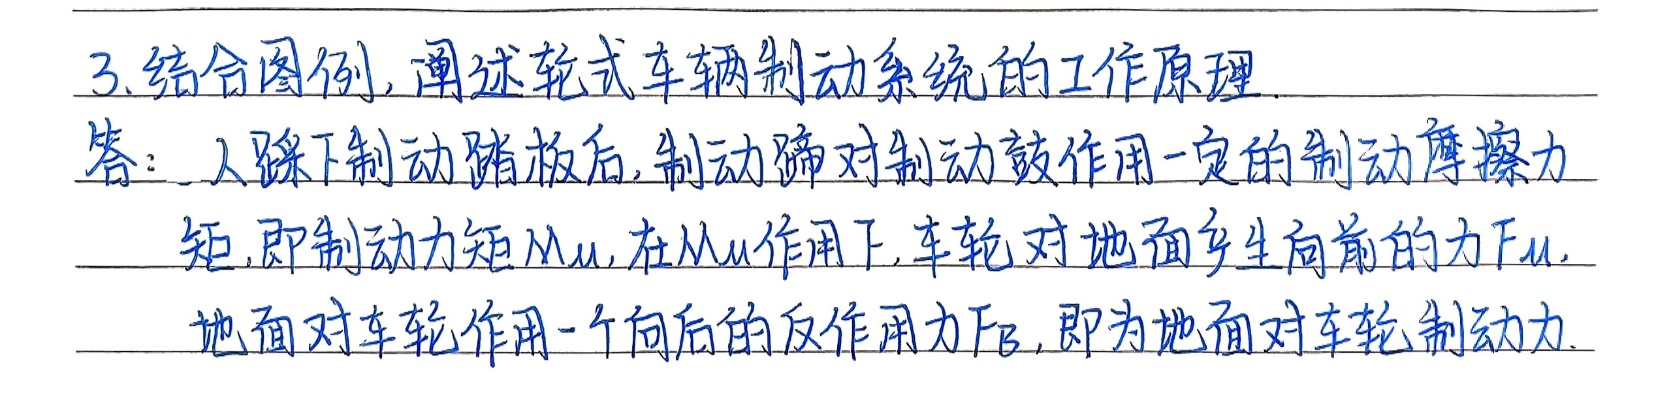 3.结合图例,阐述轮式车辆制动系统的工作原理.
答: 人踩下制动踏板后,制动蹄对制动鼓作用一定的制动摩擦力
矩,即制动力矩Mu,在Mu作用下,车轮对地面产生向前的力Fu.
地面对车轮作用一个向后的反作用力FB,即为地面对车轮制动力.